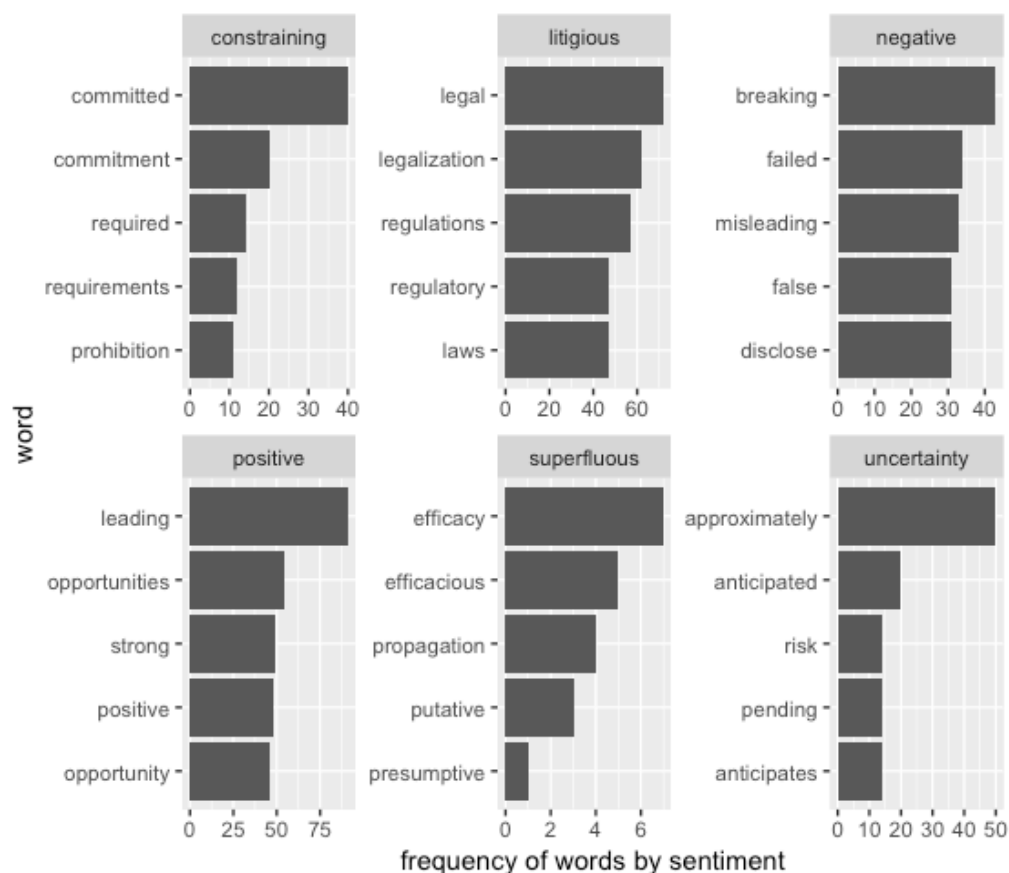 constraining
committed
commitment
required
requirements
prohibition
0 10 20 30 40
litigious
legal
legalization
regulations
regulatory
laws
0 20 40 60
negative
breaking
failed
misleading
false
disclose
0 10 20 30 40
word
positive
leading
opportunities
strong
positive
opportunity
0 25 50 75
superfluous
efficacy
efficacious
propagation
putative
presumptive
0 2 4 6
uncertainty
approximately
anticipated
risk
pending
anticipates
0 10 20 30 40 50
frequency of words by sentiment